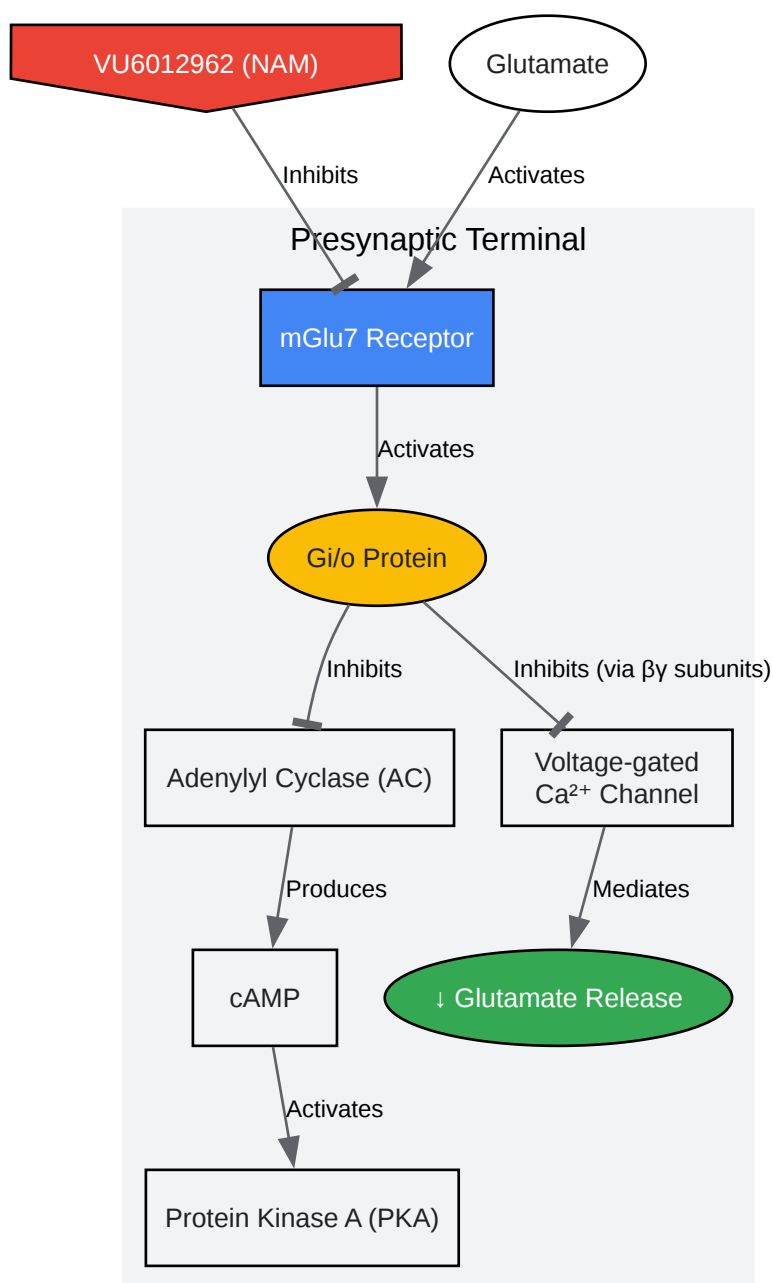 VU6012962 (NAM)
Glutamate
Inhibits
Activates
Presynaptic Terminal
mGlu7 Receptor
Activates
Gi/o Protein
Inhibits
Inhibits (via βγ subunits)
Adenylyl Cyclase (AC)
Voltage-gated
Ca²⁺ Channel
Produces
Mediates
cAMP
↓ Glutamate Release
Activates
Protein Kinase A (PKA)